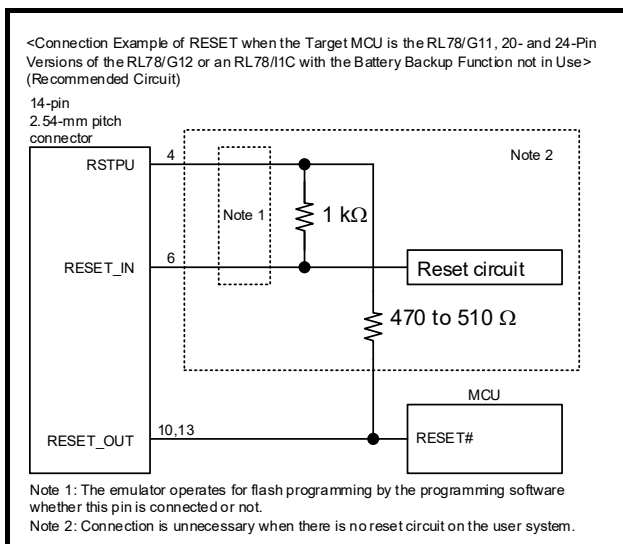 <Connection Example of RESET when the Target MCU is the RL78/G11, 20- and 24-Pin
Versions of the RL78/G12 or an RL78/I1C with the Battery Backup Function not in Use>
(Recommended Circuit)
14-pin
2.54-mm pitch
connector
RSTPU
4
Note 2
Note 1
1 kΩ
RESET_IN
6
Reset circuit
470 to 510 Ω
MCU
RESET_OUT
10,13
RESET#
Note 1: The emulator operates for flash programming by the programming software
whether this pin is connected or not.
Note 2: Connection is unnecessary when there is no reset circuit on the user system.